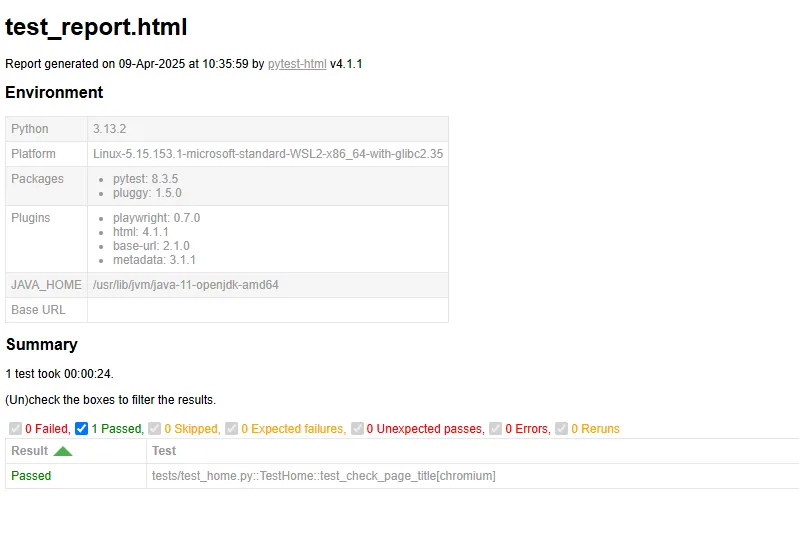 test_report.html
Report generated on 09-Apr-2025 at 10:35:59 by pytest-html v4.1.1
Environment
Python 3.13.2
Platform Linux-5.15.153.1-microsoft-standard-WSL2-x86_64-with-glibc2.35
Packages
• pytest: 8.3.5
• pluggy: 1.5.0
Plugins
• playwright: 0.7.0
• html: 4.1.1
• base-url: 2.1.0
• metadata: 3.1.1
JAVA_HOME /usr/lib/jvm/java-11-openjdk-amd64
Base URL
Summary
1 test took 00:00:24.
(Un)check the boxes to filter the results.
0 Failed, 1 Passed, 0 Skipped, 0 Expected failures, 0 Unexpected passes, 0 Errors, 0 Reruns
Result Test
Passed tests/test_home.py::TestHome::test_check_page_title[chromium]